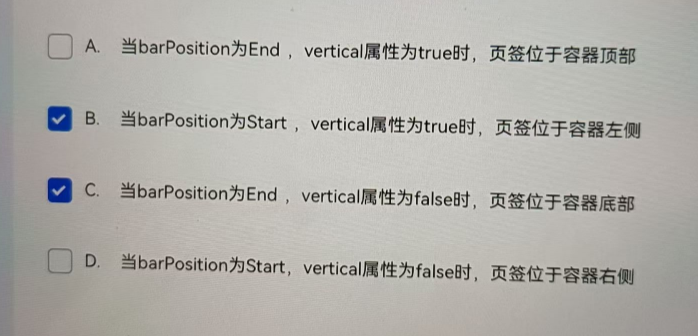 A. 当barPosition为End ，vertical属性为true时，页签位于容器顶部
B. 当barPosition为Start ，vertical属性为true时，页签位于容器左侧
C. 当barPosition为End ，vertical属性为false时，页签位于容器底部
D. 当barPosition为Start，vertical属性为false时，页签位于容器右侧